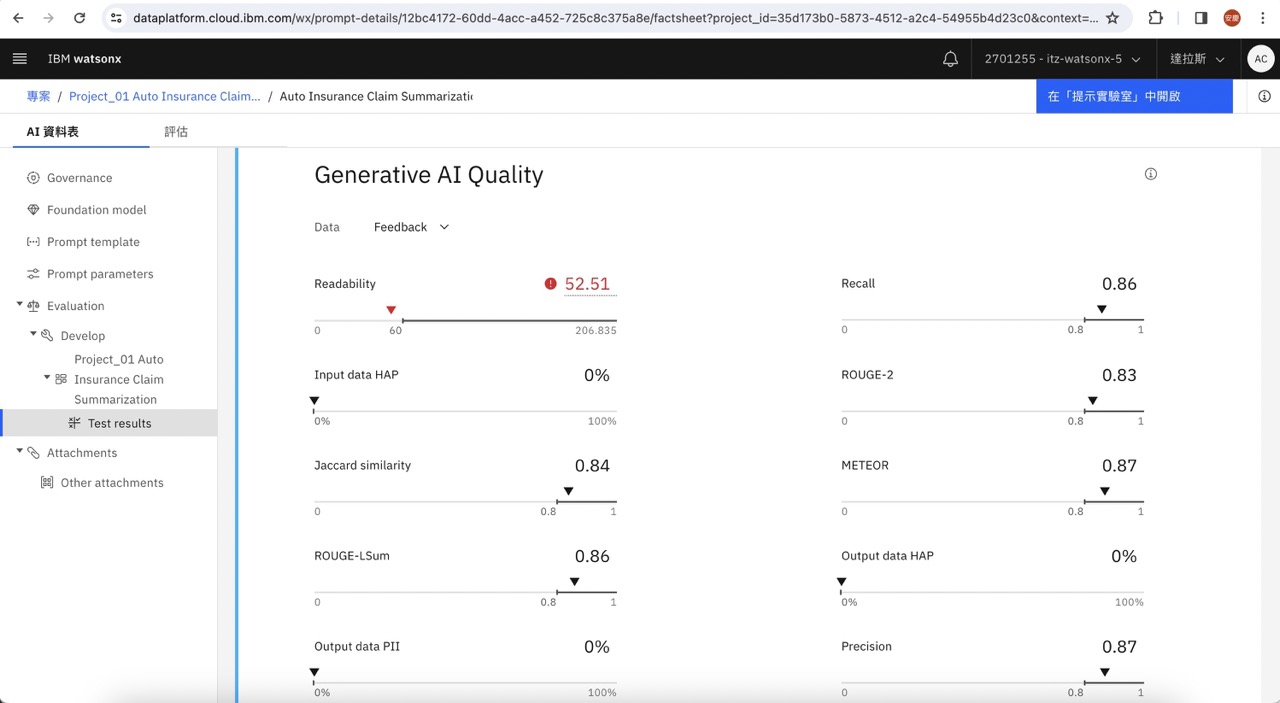 dataplatform.cloud.ibm.com/wx/prompt-details/12bc4172-60dd-4acc-a452-725c8c375a8e/factsheet?project_id=35d173b0-5873-4512-a2c4-54955b4d23c0&context=...
安慶
IBM watsonx
2701255 - itz-watsonx-5
達拉斯
AC
專案 / Project_01 Auto Insurance Claim... / Auto Insurance Claim Summarizatic
在「提示實驗室」中開啟
AI 資料表
評估
Governance
Foundation model
Prompt template
Prompt parameters
Evaluation
Develop
Project_01 Auto
Insurance Claim
Summarization
Test results
Attachments
Other attachments
Generative AI Quality
Data Feedback
Readability 52.51
0 60 206.835
Recall 0.86
0 0.8 1
Input data HAP 0%
0% 100%
ROUGE-2 0.83
0 0.8 1
Jaccard similarity 0.84
0 0.8 1
METEOR 0.87
0 0.8 1
ROUGE-LSum 0.86
0 0.8 1
Output data HAP 0%
0% 100%
Output data PII 0%
0% 100%
Precision 0.87
0 0.8 1